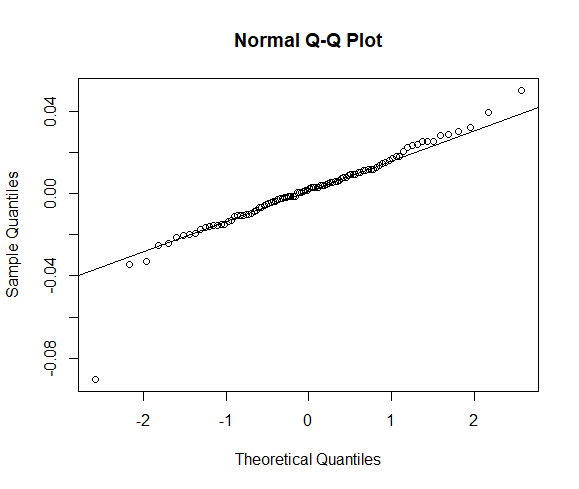 Normal Q-Q Plot
0.04
0.00
-0.04
-0.08
Sample Quantiles
-2 -1 0 1 2
Theoretical Quantiles